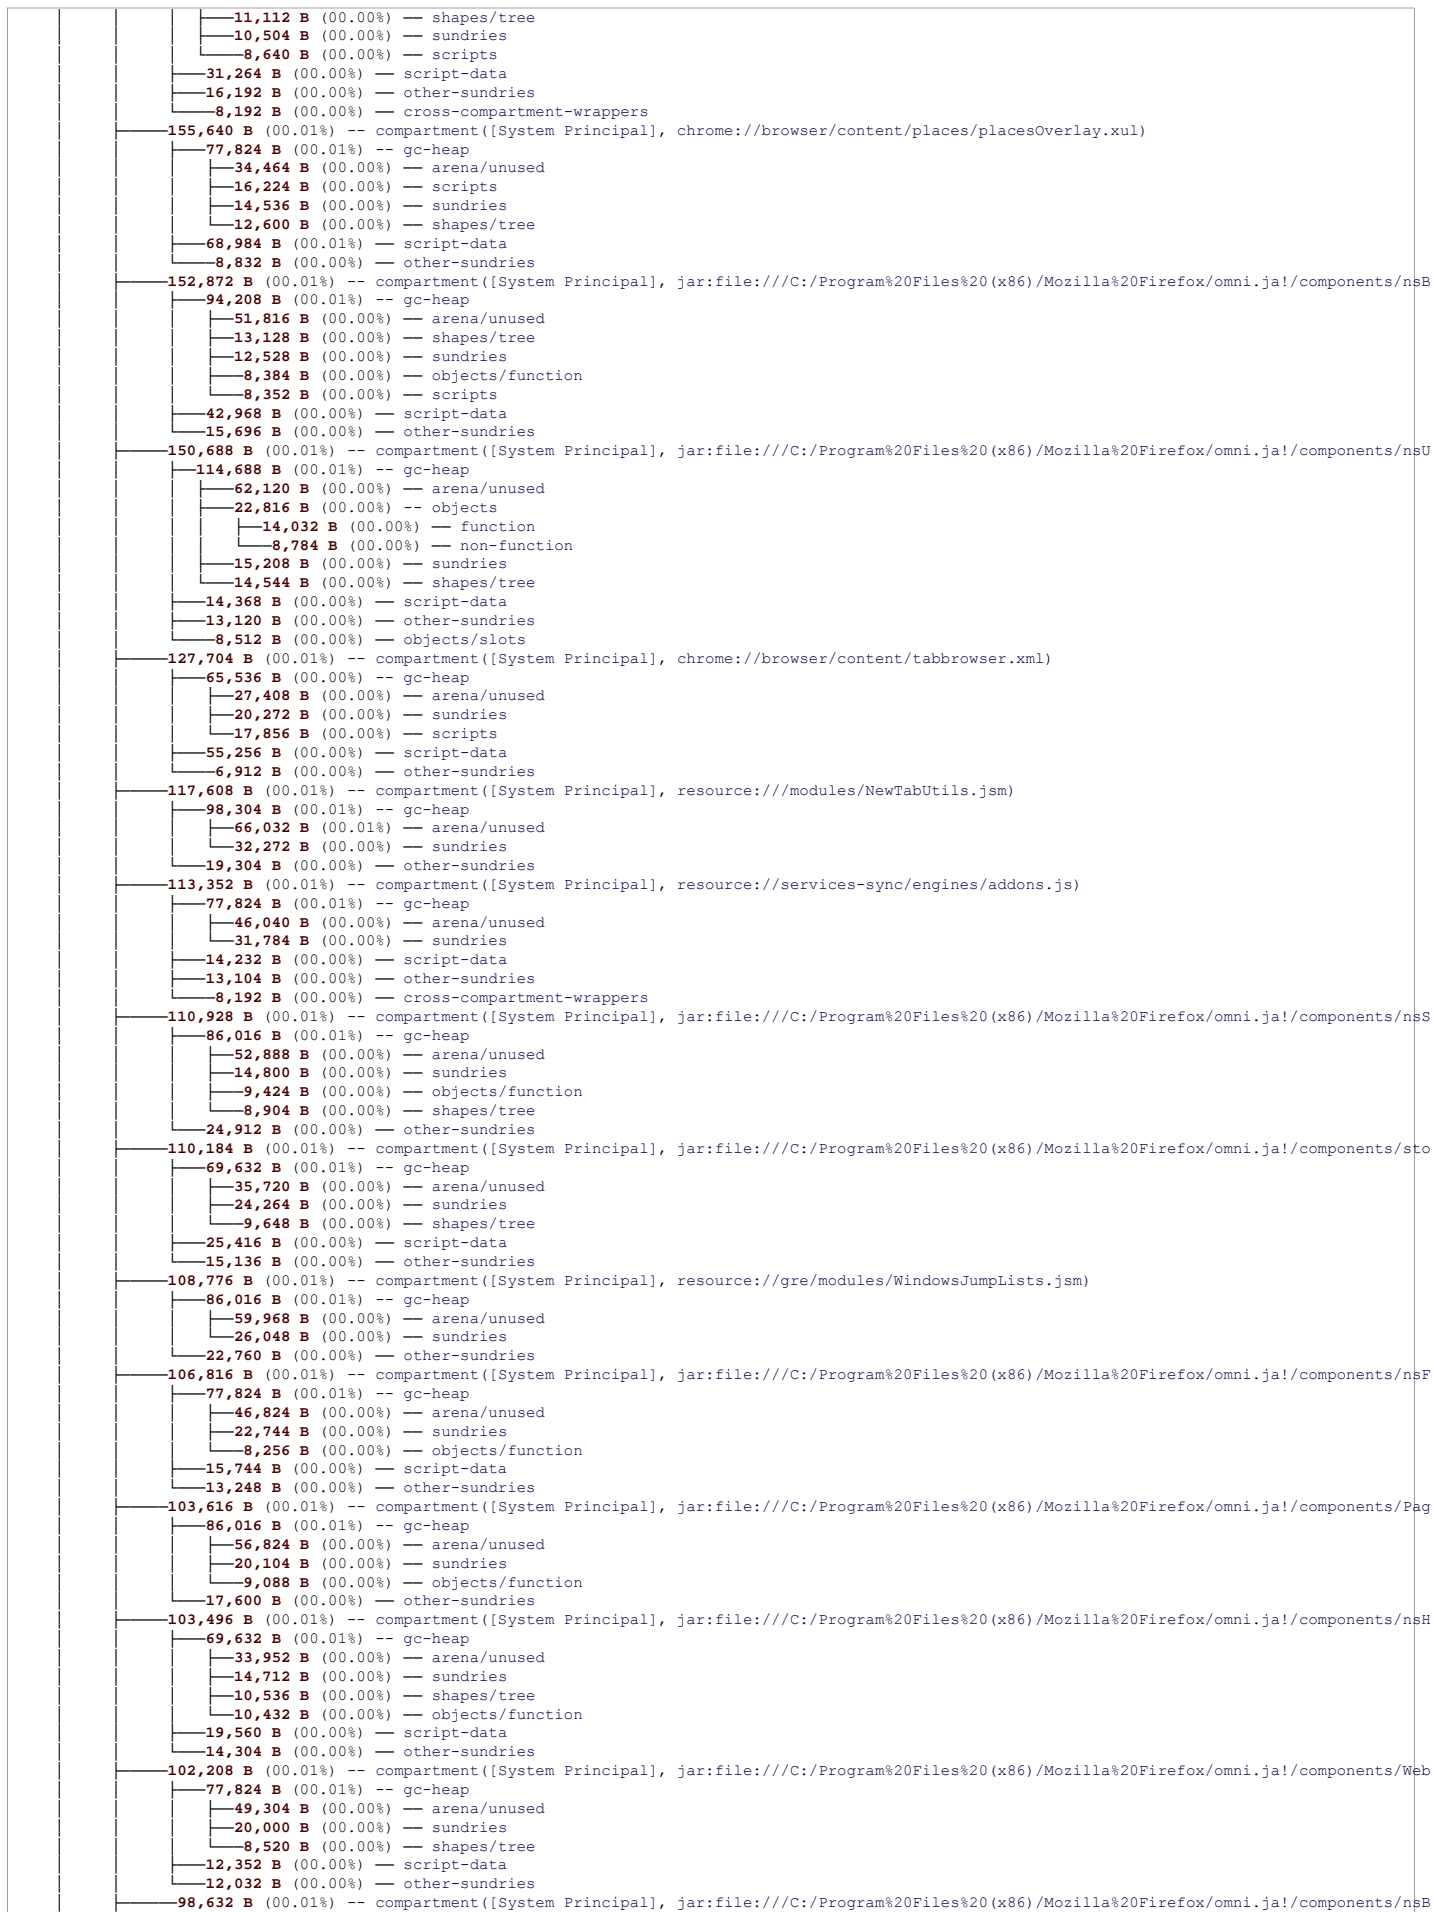 │ │ │ ├───11,112 B (00.00%) ── shapes/tree
│ │ │ ├───10,504 B (00.00%) ── sundries
│ │ │ └────8,640 B (00.00%) ── scripts
│ │ ├───31,264 B (00.00%) ── script-data
│ │ ├───16,192 B (00.00%) ── other-sundries
│ │ └────8,192 B (00.00%) ── cross-compartment-wrappers
│ ├─────155,640 B (00.01%) -- compartment([System Principal], chrome://browser/content/places/placesOverlay.xul)
│ │ ├───77,824 B (00.01%) -- gc-heap
│ │ │ ├──34,464 B (00.00%) ── arena/unused
│ │ │ ├──16,224 B (00.00%) ── scripts
│ │ │ ├──14,536 B (00.00%) ── sundries
│ │ │ └──12,600 B (00.00%) ── shapes/tree
│ │ ├───68,984 B (00.01%) ── script-data
│ │ └────8,832 B (00.00%) ── other-sundries
│ ├─────152,872 B (00.01%) -- compartment([System Principal], jar:file:///C:/Program%20Files%20(x86)/Mozilla%20Firefox/omni.ja!/components/nsB
│ │ ├───94,208 B (00.01%) -- gc-heap
│ │ │ ├──51,816 B (00.00%) ── arena/unused
│ │ │ ├──13,128 B (00.00%) ── shapes/tree
│ │ │ ├──12,528 B (00.00%) ── sundries
│ │ │ ├───8,384 B (00.00%) ── objects/function
│ │ │ └───8,352 B (00.00%) ── scripts
│ │ ├───42,968 B (00.00%) ── script-data
│ │ └───15,696 B (00.00%) ── other-sundries
│ ├─────150,688 B (00.01%) -- compartment([System Principal], jar:file:///C:/Program%20Files%20(x86)/Mozilla%20Firefox/omni.ja!/components/nsU
│ │ ├──114,688 B (00.01%) -- gc-heap
│ │ │ ├───62,120 B (00.00%) ── arena/unused
│ │ │ ├───22,816 B (00.00%) -- objects
│ │ │ │ ├──14,032 B (00.00%) ── function
│ │ │ │ └───8,784 B (00.00%) ── non-function
│ │ │ ├───15,208 B (00.00%) ── sundries
│ │ │ └───14,544 B (00.00%) ── shapes/tree
│ │ ├───14,368 B (00.00%) ── script-data
│ │ ├───13,120 B (00.00%) ── other-sundries
│ │ └────8,512 B (00.00%) ── objects/slots
│ ├─────127,704 B (00.01%) -- compartment([System Principal], chrome://browser/content/tabbrowser.xml)
│ │ ├───65,536 B (00.00%) -- gc-heap
│ │ │ ├──27,408 B (00.00%) ── arena/unused
│ │ │ ├──20,272 B (00.00%) ── sundries
│ │ │ └──17,856 B (00.00%) ── scripts
│ │ ├───55,256 B (00.00%) ── script-data
│ │ └────6,912 B (00.00%) ── other-sundries
│ ├─────117,608 B (00.01%) -- compartment([System Principal], resource:///modules/NewTabUtils.jsm)
│ │ ├───98,304 B (00.01%) -- gc-heap
│ │ │ ├──66,032 B (00.01%) ── arena/unused
│ │ │ └──32,272 B (00.00%) ── sundries
│ │ └───19,304 B (00.00%) ── other-sundries
│ ├─────113,352 B (00.01%) -- compartment([System Principal], resource://services-sync/engines/addons.js)
│ │ ├───77,824 B (00.01%) -- gc-heap
│ │ │ ├──46,040 B (00.00%) ── arena/unused
│ │ │ └──31,784 B (00.00%) ── sundries
│ │ ├───14,232 B (00.00%) ── script-data
│ │ ├───13,104 B (00.00%) ── other-sundries
│ │ └────8,192 B (00.00%) ── cross-compartment-wrappers
│ ├─────110,928 B (00.01%) -- compartment([System Principal], jar:file:///C:/Program%20Files%20(x86)/Mozilla%20Firefox/omni.ja!/components/nsS
│ │ ├───86,016 B (00.01%) -- gc-heap
│ │ │ ├──52,888 B (00.00%) ── arena/unused
│ │ │ ├──14,800 B (00.00%) ── sundries
│ │ │ ├───9,424 B (00.00%) ── objects/function
│ │ │ └───8,904 B (00.00%) ── shapes/tree
│ │ └───24,912 B (00.00%) ── other-sundries
│ ├─────110,184 B (00.01%) -- compartment([System Principal], jar:file:///C:/Program%20Files%20(x86)/Mozilla%20Firefox/omni.ja!/components/sto
│ │ ├───69,632 B (00.01%) -- gc-heap
│ │ │ ├──35,720 B (00.00%) ── arena/unused
│ │ │ ├──24,264 B (00.00%) ── sundries
│ │ │ └───9,648 B (00.00%) ── shapes/tree
│ │ ├───25,416 B (00.00%) ── script-data
│ │ └───15,136 B (00.00%) ── other-sundries
│ ├─────108,776 B (00.01%) -- compartment([System Principal], resource://gre/modules/WindowsJumpLists.jsm)
│ │ ├───86,016 B (00.01%) -- gc-heap
│ │ │ ├──59,968 B (00.00%) ── arena/unused
│ │ │ └──26,048 B (00.00%) ── sundries
│ │ └───22,760 B (00.00%) ── other-sundries
│ ├─────106,816 B (00.01%) -- compartment([System Principal], jar:file:///C:/Program%20Files%20(x86)/Mozilla%20Firefox/omni.ja!/components/nsF
│ │ ├───77,824 B (00.01%) -- gc-heap
│ │ │ ├──46,824 B (00.00%) ── arena/unused
│ │ │ ├──22,744 B (00.00%) ── sundries
│ │ │ └───8,256 B (00.00%) ── objects/function
│ │ ├───15,744 B (00.00%) ── script-data
│ │ └───13,248 B (00.00%) ── other-sundries
│ ├─────103,616 B (00.01%) -- compartment([System Principal], jar:file:///C:/Program%20Files%20(x86)/Mozilla%20Firefox/omni.ja!/components/Pag
│ │ ├───86,016 B (00.01%) -- gc-heap
│ │ │ ├──56,824 B (00.00%) ── arena/unused
│ │ │ ├──20,104 B (00.00%) ── sundries
│ │ │ └───9,088 B (00.00%) ── objects/function
│ │ └───17,600 B (00.00%) ── other-sundries
│ ├─────103,496 B (00.01%) -- compartment([System Principal], jar:file:///C:/Program%20Files%20(x86)/Mozilla%20Firefox/omni.ja!/components/nsH
│ │ ├───69,632 B (00.01%) -- gc-heap
│ │ │ ├──33,952 B (00.00%) ── arena/unused
│ │ │ ├──14,712 B (00.00%) ── sundries
│ │ │ ├──10,536 B (00.00%) ── shapes/tree
│ │ │ └──10,432 B (00.00%) ── objects/function
│ │ ├───19,560 B (00.00%) ── script-data
│ │ └───14,304 B (00.00%) ── other-sundries
│ ├─────102,208 B (00.01%) -- compartment([System Principal], jar:file:///C:/Program%20Files%20(x86)/Mozilla%20Firefox/omni.ja!/components/Web
│ │ ├───77,824 B (00.01%) -- gc-heap
│ │ │ ├──49,304 B (00.00%) ── arena/unused
│ │ │ ├──20,000 B (00.00%) ── sundries
│ │ │ └───8,520 B (00.00%) ── shapes/tree
│ │ ├───12,352 B (00.00%) ── script-data
│ │ └───12,032 B (00.00%) ── other-sundries
│ ├──────98,632 B (00.01%) -- compartment([System Principal], jar:file:///C:/Program%20Files%20(x86)/Mozilla%20Firefox/omni.ja!/components/nsB